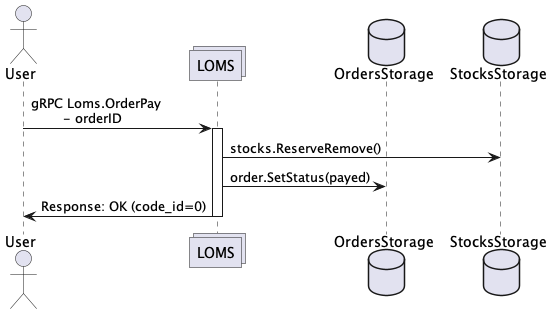 User
LOMS
OrdersStorage
StocksStorage
gRPC Loms.OrderPay
- orderID
stocks.ReserveRemove()
order.SetStatus(payed)
Response: OK (code_id=0)
User
LOMS
OrdersStorage
StocksStorage